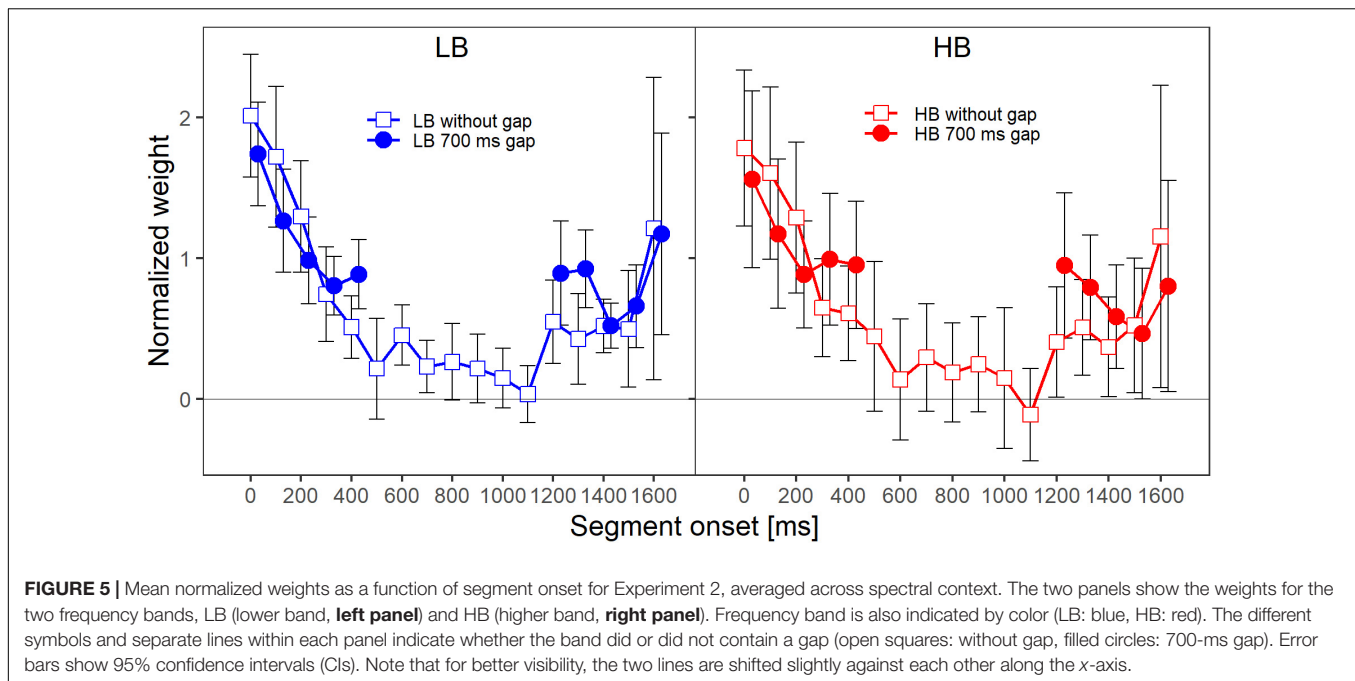 LB
HB
LB without gap
LB 700 ms gap
HB without gap
HB 700 ms gap
Normalized weight
2
1
0
0 200 400 600 800 1000 1200 1400 1600
0 200 400 600 800 1000 1200 1400 1600
Segment onset [ms]
FIGURE 5 | Mean normalized weights as a function of segment onset for Experiment 2, averaged across spectral context. The two panels show the weights for the
two frequency bands, LB (lower band, left panel) and HB (higher band, right panel). Frequency band is also indicated by color (LB: blue, HB: red). The different
symbols and separate lines within each panel indicate whether the band did or did not contain a gap (open squares: without gap, filled circles: 700-ms gap). Error
bars show 95% confidence intervals (CIs). Note that for better visibility, the two lines are shifted slightly against each other along the x-axis.